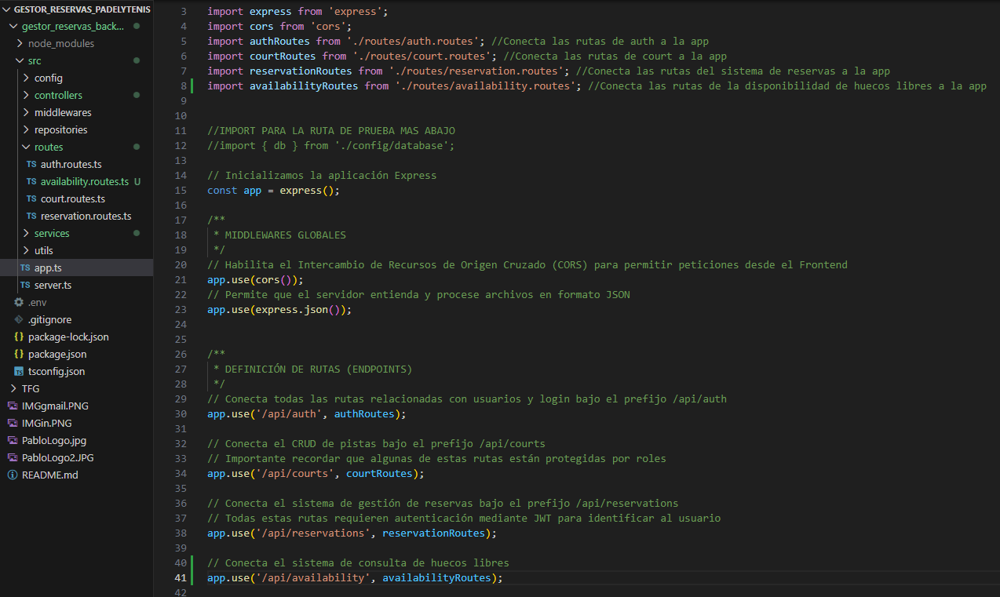 GESTOR_RESERVAS_PADELYTENIS
gestor_reservas_back...
node_modules
src
config
controllers
middlewares
repositories
routes
TS auth.routes.ts
TS availability.routes.ts U
TS court.routes.ts
TS reservation.routes.ts
services
utils
TS app.ts
TS server.ts
.env
.gitignore
{} package-lock.json
{} package.json
TS tsconfig.json
TFG
IMGgmail.PNG
IMGin.PNG
PabloLogo.jpg
PabloLogo2.JPG
README.md
3 import express from 'express';
4 import cors from 'cors';
5 import authRoutes from './routes/auth.routes'; //Conecta las rutas de auth a la app
6 import courtRoutes from './routes/court.routes'; //Conecta las rutas de court a la app
7 import reservationRoutes from './routes/reservation.routes'; //Conecta las rutas del sistema de reservas a la app
8 import availabilityRoutes from './routes/availability.routes'; //Conecta las rutas de la disponibilidad de huecos libres a la app
9
10
11 //IMPORT PARA LA RUTA DE PRUEBA MAS ABAJO
12 //import { db } from './config/database';
13
14 // Inicializamos la aplicación Express
15 const app = express();
16
17 /**
18 * MIDDLEWARES GLOBALES
19 */
20 // Habilita el Intercambio de Recursos de Origen Cruzado (CORS) para permitir peticiones desde el Frontend
21 app.use(cors());
22 // Permite que el servidor entienda y procese archivos en formato JSON
23 app.use(express.json());
24
25
26 /**
27 * DEFINICIÓN DE RUTAS (ENDPOINTS)
28 */
29 // Conecta todas las rutas relacionadas con usuarios y login bajo el prefijo /api/auth
30 app.use('/api/auth', authRoutes);
31
32 // Conecta el CRUD de pistas bajo el prefijo /api/courts
33 // Importante recordar que algunas de estas rutas están protegidas por roles
34 app.use('/api/courts', courtRoutes);
35
36 // Conecta el sistema de gestión de reservas bajo el prefijo /api/reservations
37 // Todas estas rutas requieren autenticación mediante JWT para identificar al usuario
38 app.use('/api/reservations', reservationRoutes);
39
40 // Conecta el sistema de consulta de huecos libres
41 app.use('/api/availability', availabilityRoutes);
42